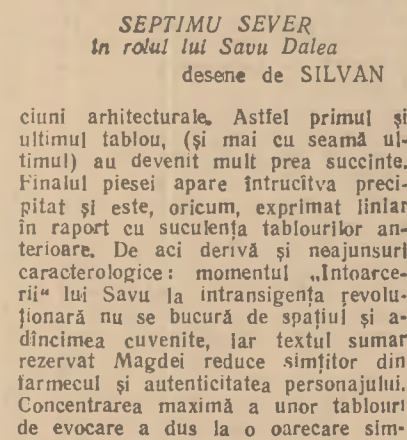 SEPTIMU SEVER
în rolul lui Savu Dalea
desene de SILVAN
ciuni arhitecturale. Astfel primul și
ultimul tablou, (și mai cu seamă ul-
timul) au devenit mult prea succinte.
Finalul piesei apare întrucîtva preci-
pitat și este, oricum, exprimat liniar
în raport cu suculența tablourilor an-
terioare. De aci derivă și neajunsuri
caracterologice: momentul „Intoarce-
rii“ lui Savu la intransigența revolu-
ționară nu se bucură de spațiul și a-
dîncimea cuvenite, iar textul sumar
rezervat Magdei reduce simțitor din
farmecul și autenticitatea personajului.
Concentrarea maximă a unor tablouri
de evocare a dus la o oarecare sim-